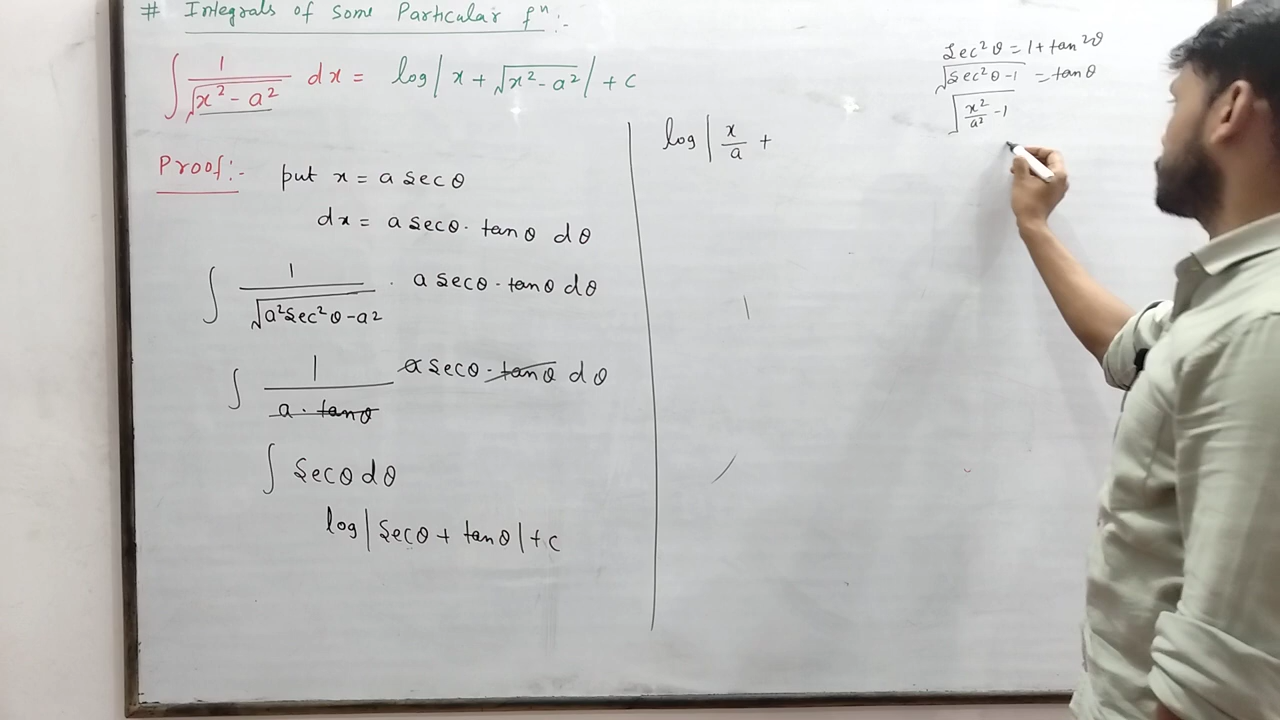 # Integrals of Some Particular fⁿ:-
∫ 1/√(x² - a²) dx = log|x + √(x² - a²)| + c
Proof:- put x = a secθ
dx = a secθ · tanθ dθ
∫ 1/√(a²sec²θ - a²) · a secθ · tanθ dθ
∫ 1/(a · tanθ) a secθ · tanθ dθ
∫ secθ dθ
log|secθ + tanθ| + c
log| x/a +
Sec²θ = 1 + tan²θ
√(sec²θ - 1) = tanθ
√(x²/a² - 1)